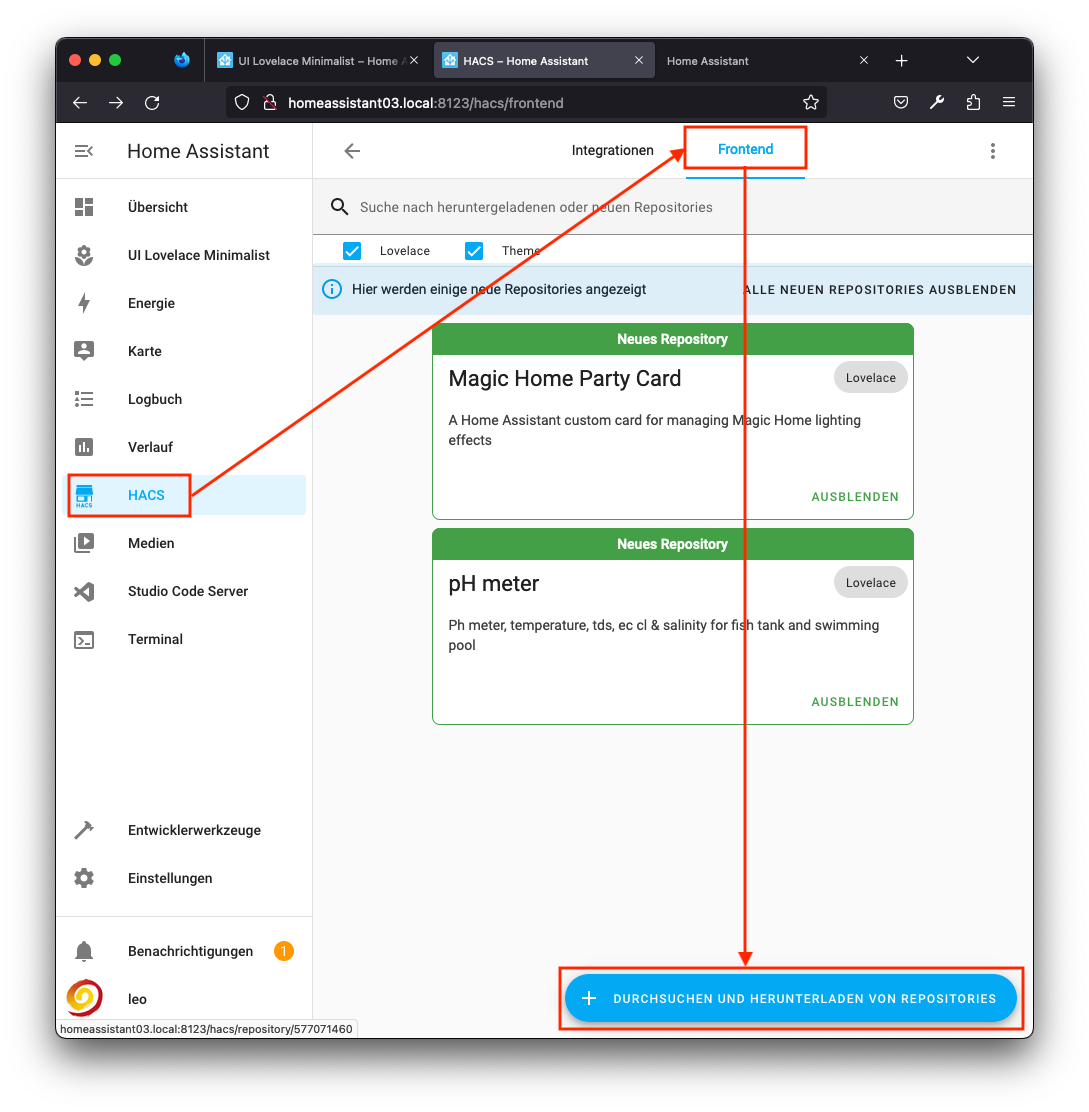 UI Lovelace Minimalist – Home A
HACS – Home Assistant
Home Assistant
homeassistant03.local:8123/hacs/frontend
Home Assistant
Integrationen
Frontend
Übersicht
UI Lovelace Minimalist
Energie
Karte
Logbuch
Verlauf
HACS
HACS
Medien
Studio Code Server
Terminal
Entwicklerwerkzeuge
Einstellungen
Benachrichtigungen 1
leo
homeassistant03.local:8123/hacs/repository/577071460
Suche nach heruntergeladenen oder neuen Repositories
Lovelace
Theme
Hier werden einige neue Repositories angezeigt
ALLE NEUEN REPOSITORIES AUSBLENDEN
Neues Repository
Magic Home Party Card
Lovelace
A Home Assistant custom card for managing Magic Home lighting
effects
AUSBLENDEN
Neues Repository
pH meter
Lovelace
Ph meter, temperature, tds, ec cl & salinity for fish tank and swimming
pool
AUSBLENDEN
DURCHSUCHEN UND HERUNTERLADEN VON REPOSITORIES